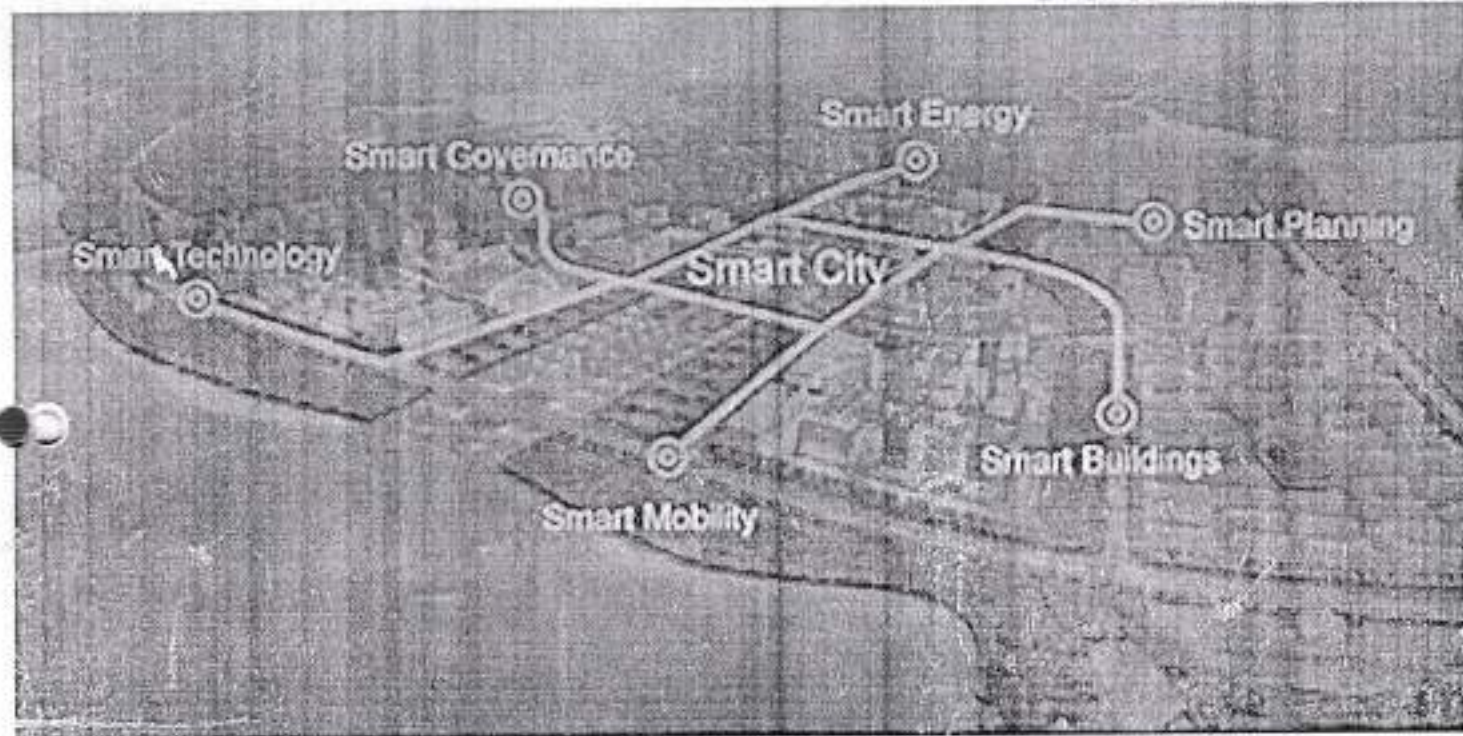 Smart Energy
Smart Governance
Smart Planning
Smart Technology
Smart City
Smart Buildings
Smart Mobility